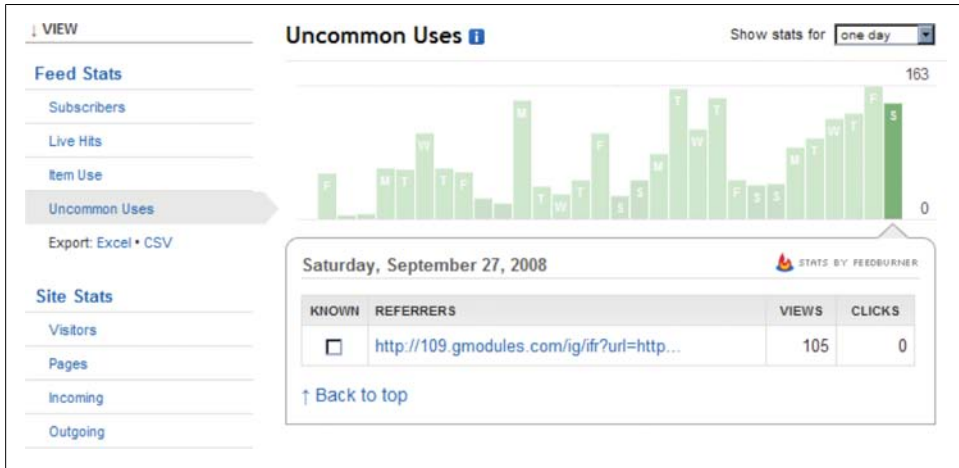 ↓ VIEW
Feed Stats
Subscribers
Live Hits
Item Use
Uncommon Uses
Export: Excel • CSV
Site Stats
Visitors
Pages
Incoming
Outgoing
Uncommon Uses i
Show stats for one day
163
F M T W T F M T W T F S S M T W T F S S M T W T F S
0
Saturday, September 27, 2008
STATS BY FEEDBURNER
KNOWN REFERRERS VIEWS CLICKS
http://109.gmodules.com/ig/ifr?url=http... 105 0
↑ Back to top